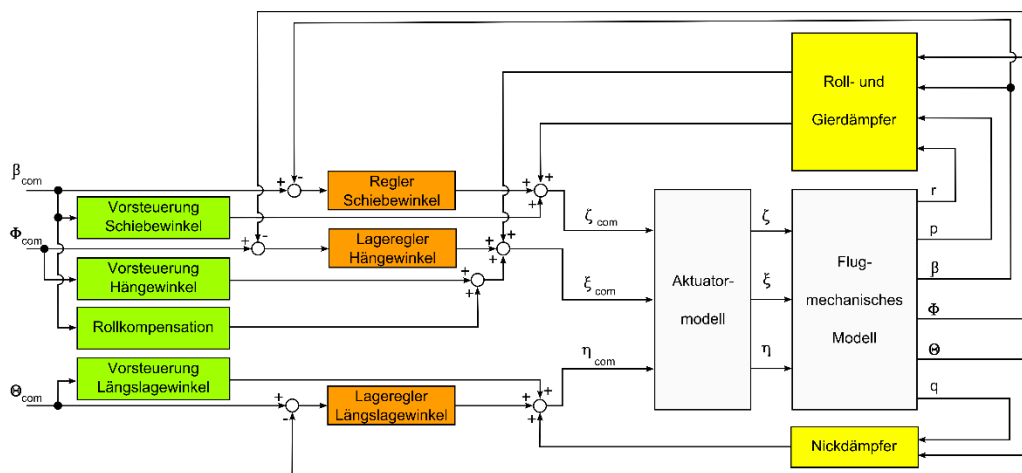 Roll- und
Gierdämpfer
β com
Regler
Schiebewinkel
Vorsteuerung
Schiebewinkel
Φ com
Lageregler
Hängewinkel
Vorsteuerung
Hängewinkel
Rollkompensation
Vorsteuerung
Längslagewinkel
Θ com
Lageregler
Längslagewinkel
ζ com
ξ com
η com
Aktuator-
modell
ζ
ξ
η
Flug-
mechanisches
Modell
r
p
β
Φ
Θ
q
Nickdämpfer
+
-
+
+
+
-
+
+
+
+
+
+
-
+
+
+